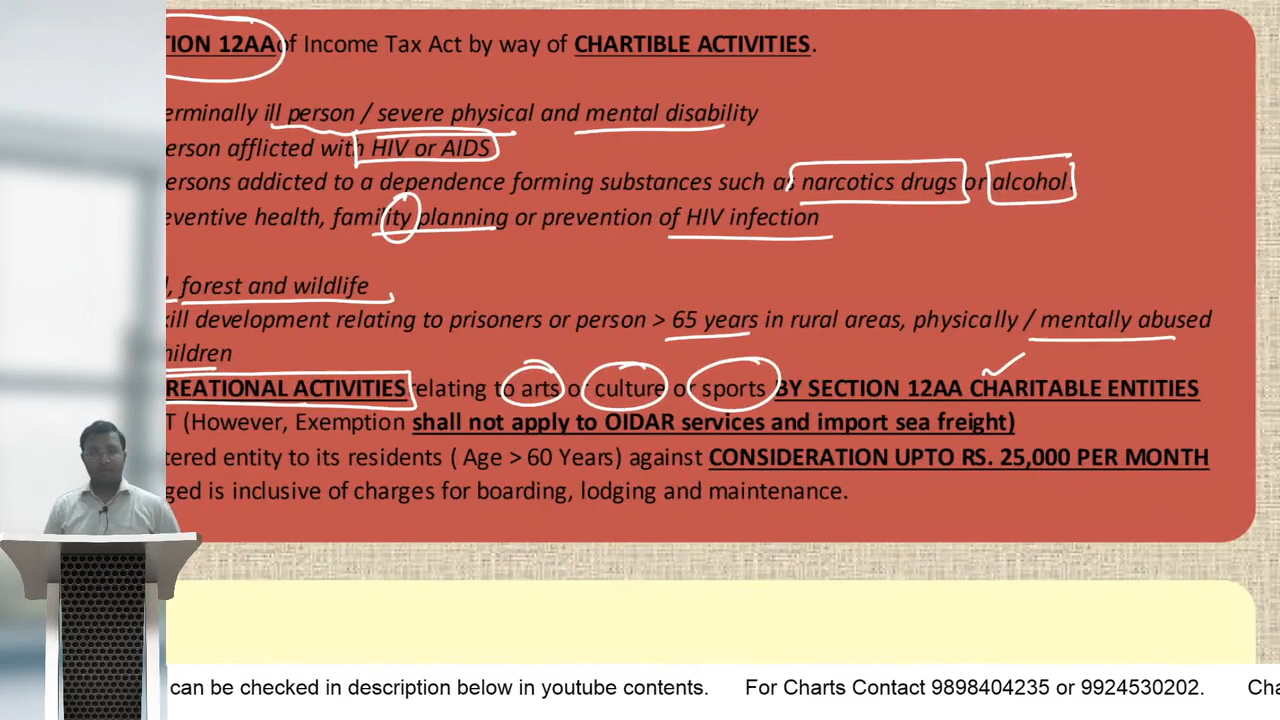 TION 12AA of Income Tax Act by way of CHARTIBLE ACTIVITIES.
erminally ill person / severe physical and mental disability
erson afflicted with HIV or AIDS
ersons addicted to a dependence forming substances such as narcotics drugs or alcohol.
eventive health, family planning or prevention of HIV infection
l, forest and wildlife
kill development relating to prisoners or person > 65 years in rural areas, physically / mentally abused
hildren
REATIONAL ACTIVITIES relating to arts or culture or sports BY SECTION 12AA CHARITABLE ENTITIES
T (However, Exemption shall not apply to OIDAR services and import sea freight)
tered entity to its residents ( Age > 60 Years) against CONSIDERATION UPTO RS. 25,000 PER MONTH
ged is inclusive of charges for boarding, lodging and maintenance.
can be checked in description below in youtube contents. For Charts Contact 9898404235 or 9924530202. Cha